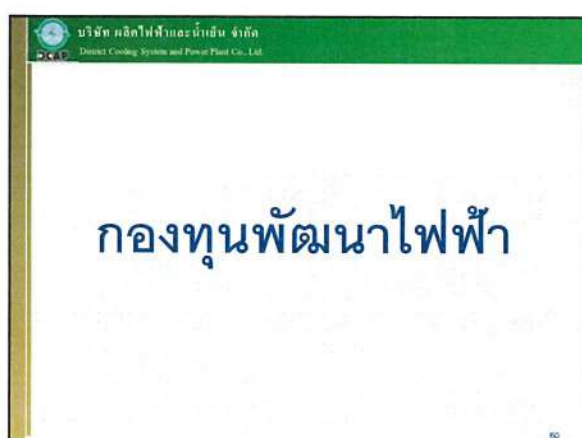 บริษัท ผลิตไฟฟ้าและน้ำเย็น จำกัด
District Cooling System and Power Plant Co., Ltd.
DCAP
กองทุนพัฒนาไฟฟ้า
50